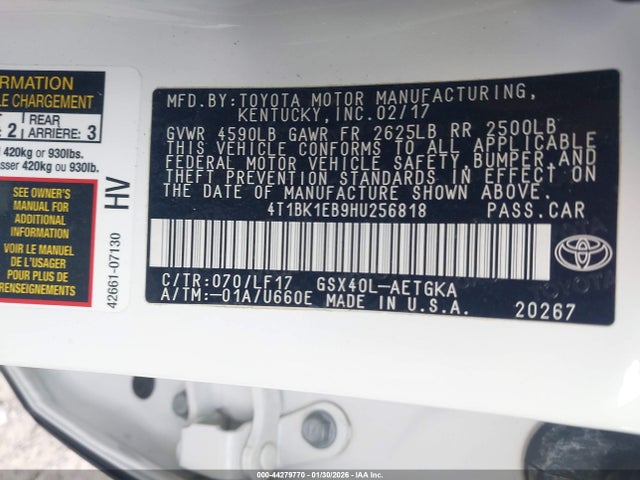 RMATION
LE CHARGEMENT
2 REAR ARRIÈRE: 3
420kg or 930lbs.
sser 420kg ou 930lb.
SEE OWNER'S
MANUAL FOR
ADDITIONAL
INFORMATION
VOIR LE MANUEL
DE L'USAGER
POUR PLUS DE
RENSEIGNEMENTS
HV
42661-07130
MFD.BY:TOYOTA MOTOR MANUFACTURING,
KENTUCKY, INC.02/17
GVWR 4590LB GAWR FR 2625LB RR 2500LB
THIS VEHICLE CONFORMS TO ALL APPLICABLE
FEDERAL MOTOR VEHICLE SAFETY, BUMPER, AND
THEFT PREVENTION STANDARDS IN EFFECT ON
THE DATE OF MANUFACTURE SHOWN ABOVE.
4T1BK1EB9HU256818 PASS.CAR
C/TR:070/LF17 GSX40L-AETGKA
A/TM:-01A/U660E MADE IN U.S.A.
20267
TOYOTA
000-44279770 - 01/30/2026 - Copart